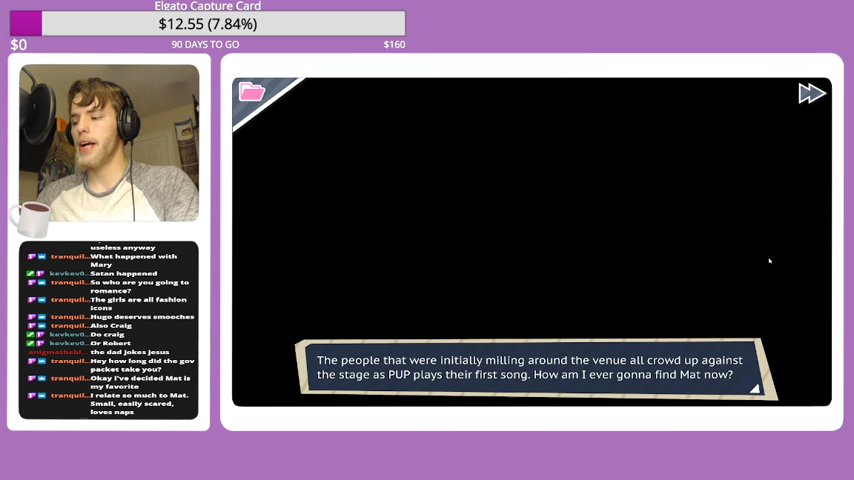 Elgato Capture Card
$12.55 (7.84%)
$0
90 DAYS TO GO
$160
useless anyway
tranquil...What happened with
Mary
kevkev0...Satan happened
tranquil...So who are you going to
romance?
tranquil...The girls are all fashion
icons
tranquil...Hugo deserves smooches
tranquil...Also Craig
kevkev0...Do craig
kevkev0...Or Robert
the dad jokes jesus
tranquil...Hey how long did the gov
packet take you?
tranquil...Okay I've decided Mat is
my favorite
tranquil...I relate so much to Mat.
Small, easily scared,
loves naps
The people that were initially milling around the venue all crowd up against
the stage as PUP plays their first song. How am I ever gonna find Mat now?